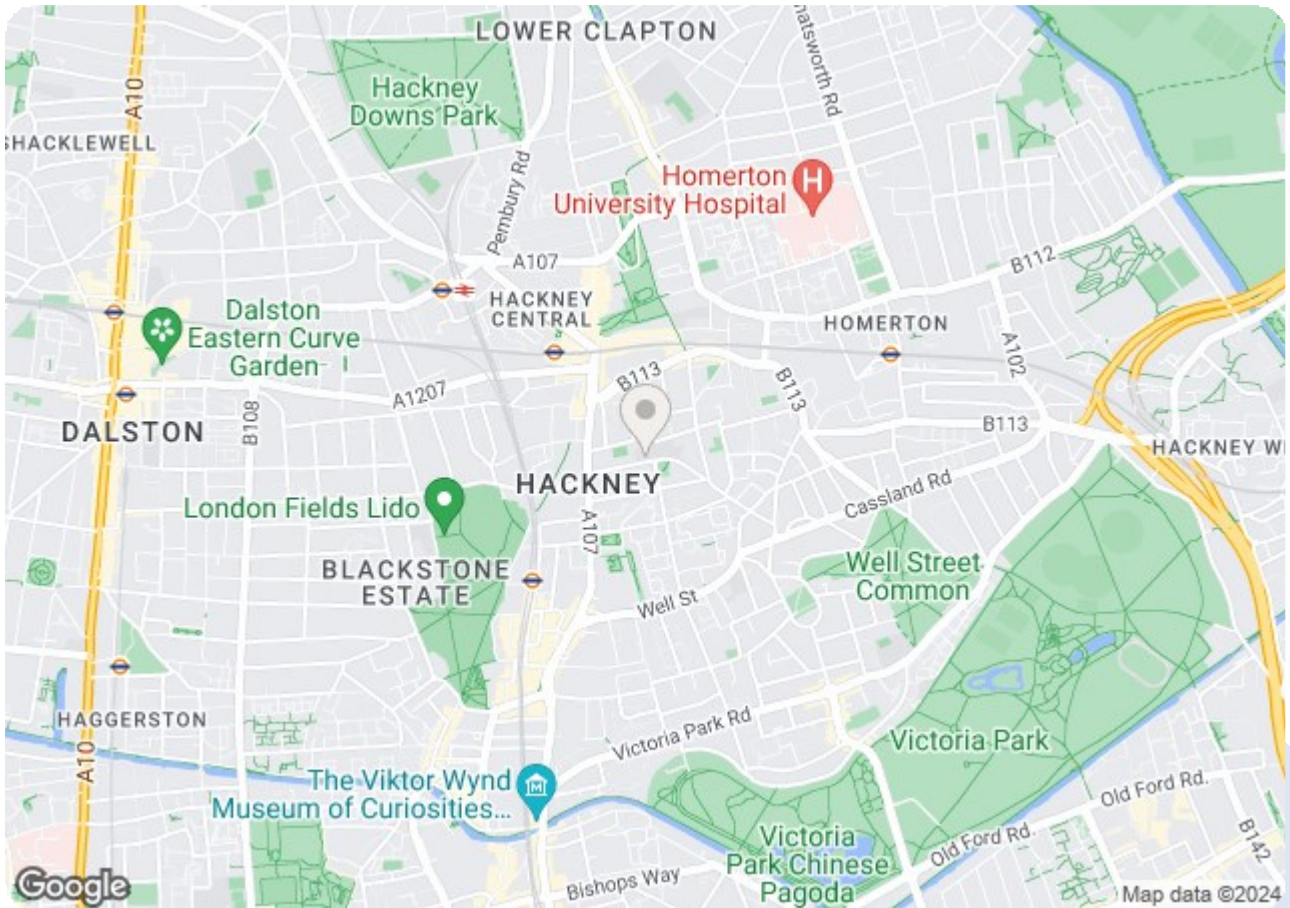 LOWER CLAPTON
Hackney
Downs Park
hatsworth Rd
A10
SHACKLEWELL
Pembury Rd
Homerton
University Hospital
H
A107
B112
HACKNEY
CENTRAL
Dalston
Eastern Curve
Garden
HOMERTON
A102
B113
B113
A1207
B108
B113
DALSTON
HACKNEY WI
HACKNEY
London Fields Lido
Cassland Rd
A107
BLACKSTONE
ESTATE
Well Street
Common
Well St
HAGGERSTON
A10
Victoria Park Rd
Victoria Park
The Viktor Wynd
Museum of Curiosities...
M
Old Ford Rd.
Old Ford Rd.
B142
Victoria
Park Chinese
Pagoda
Bishops Way
Google
Map data ©2024